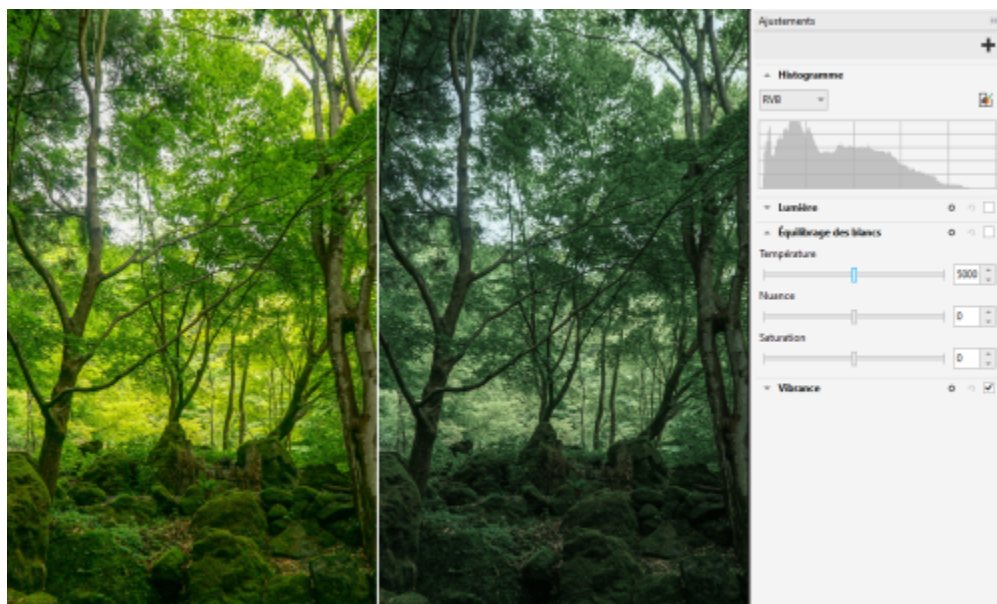 Ajustements
Histogramme
RVB
Lumière
Équilibrage des blancs
Température
5000
Nuance
0
Saturation
0
Vibrance